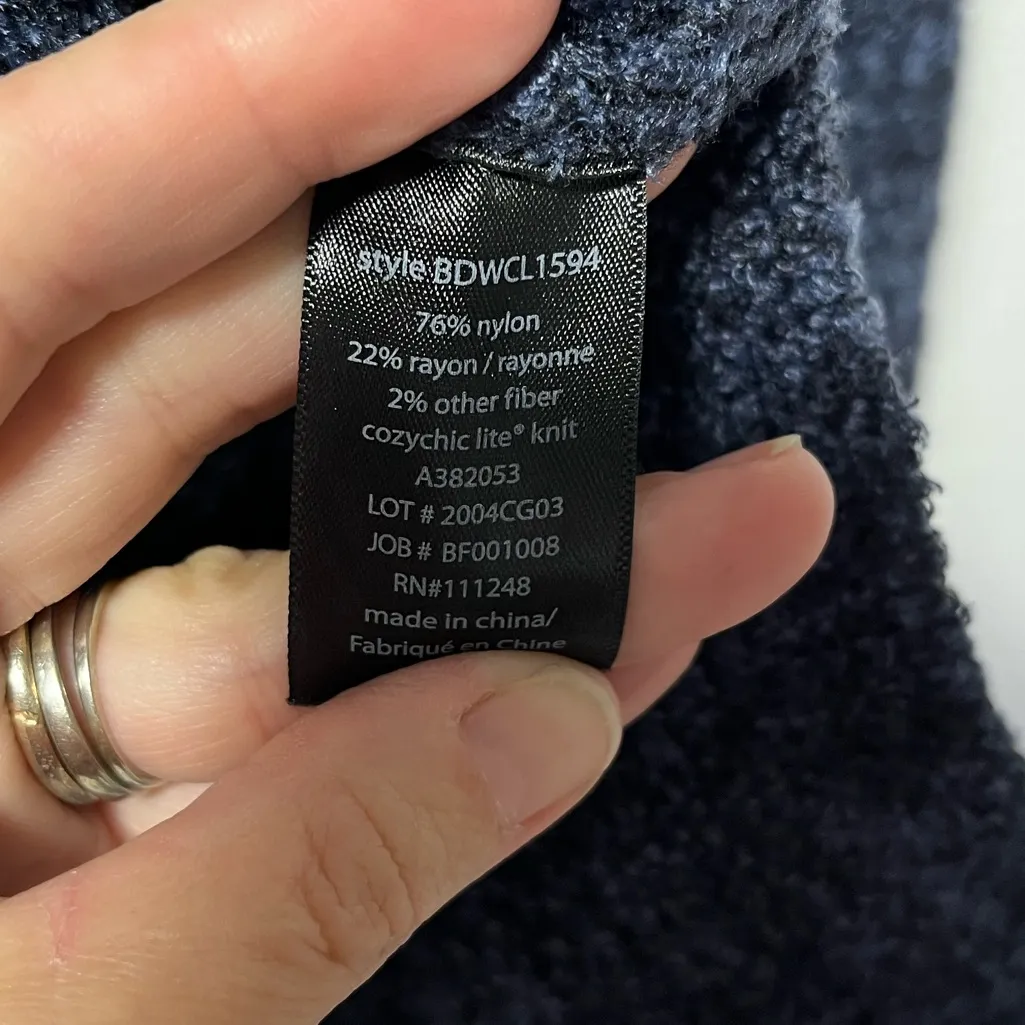 style BDWCL1594
76% nylon
22% rayon / rayonne
2% other fiber
cozychic lite® knit
A382053
LOT # 2004CG03
JOB # BF001008
RN#111248
made in china/
Fabriqué en Chine